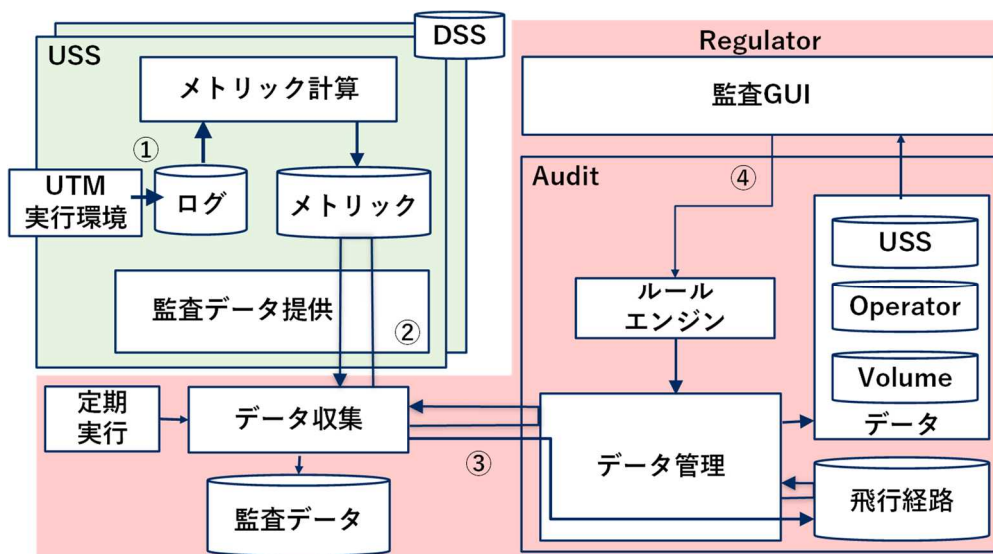 DSS
USS
メトリック計算
①
UTM
実行環境
ログ
メトリック
監査データ提供
②
Regulator
監査GUI
Audit
④
USS
Operator
Volume
データ
ルール
エンジン
定期
実行
データ収集
③
データ管理
飛行経路
監査データ